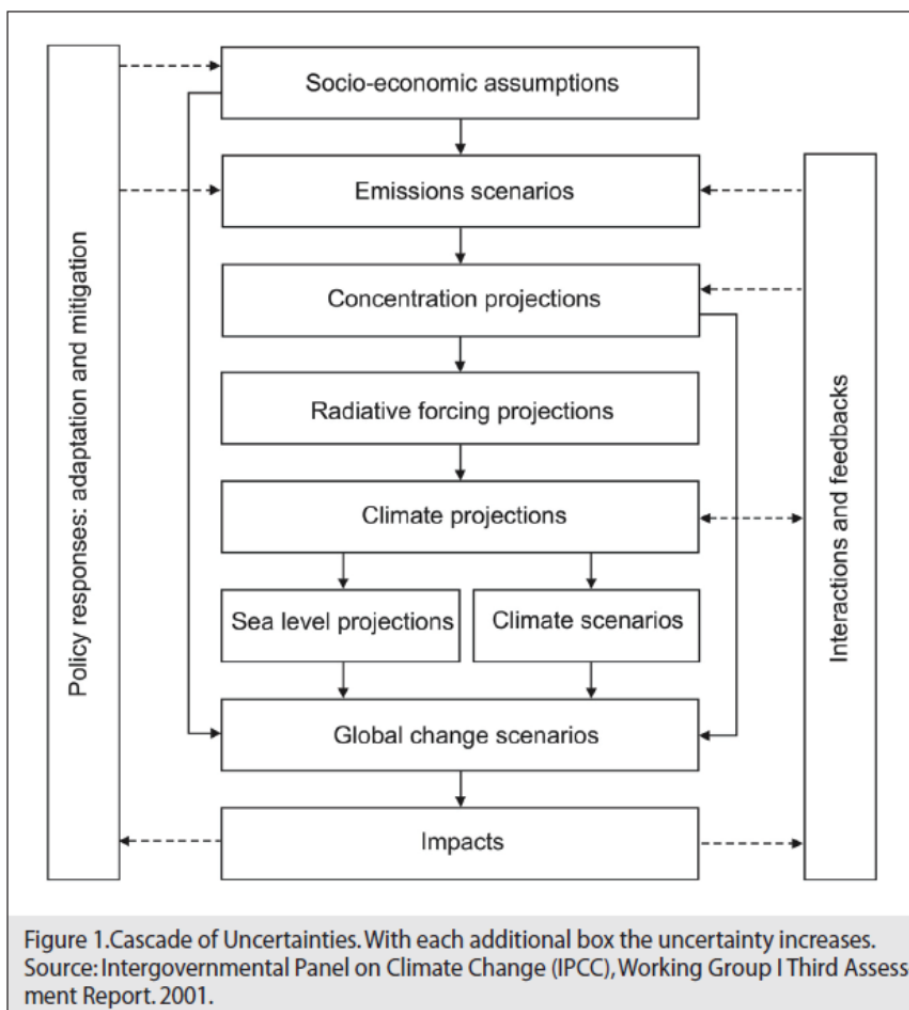 Policy responses: adaptation and mitigation
Socio-economic assumptions
Emissions scenarios
Concentration projections
Radiative forcing projections
Climate projections
Sea level projections
Climate scenarios
Global change scenarios
Impacts
Interactions and feedbacks
Figure 1.Cascade of Uncertainties. With each additional box the uncertainty increases.
Source: Intergovernmental Panel on Climate Change (IPCC), Working Group I Third Assess
ment Report. 2001.